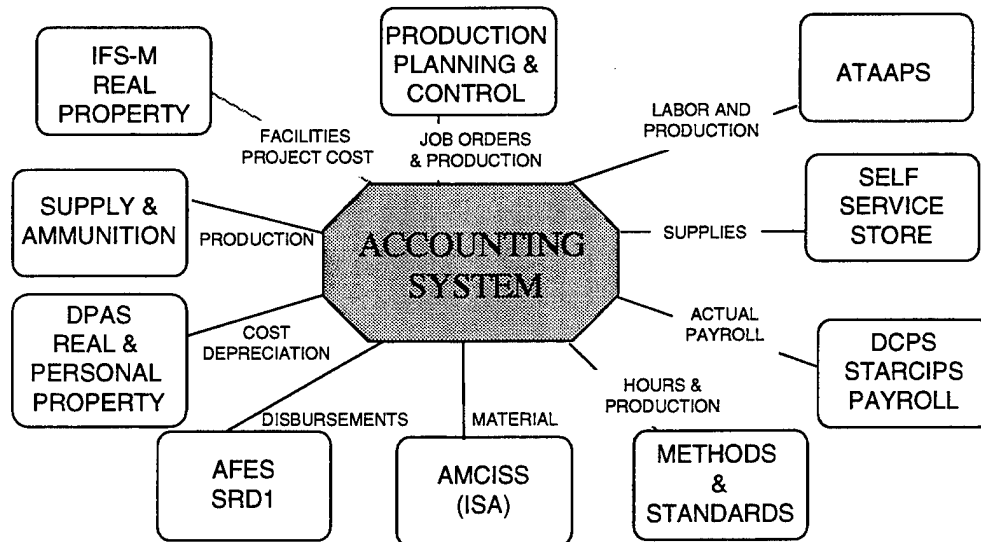 IFS-M
REAL
PROPERTY
PRODUCTION
PLANNING &
CONTROL
ATAAPS
FACILITIES
PROJECT COST
JOB ORDERS
& PRODUCTION
LABOR AND
PRODUCTION
SUPPLY &
AMMUNITION
PRODUCTION
ACCOUNTING
SYSTEM
SUPPLIES
SELF
SERVICE
STORE
DPAS
REAL &
PERSONAL
PROPERTY
COST
DEPRECIATION
ACTUAL
PAYROLL
DCPS
STARCIPS
PAYROLL
DISBURSEMENTS
MATERIAL
HOURS &
PRODUCTION
AFES
SRD1
AMCISS
(ISA)
METHODS
&
STANDARDS